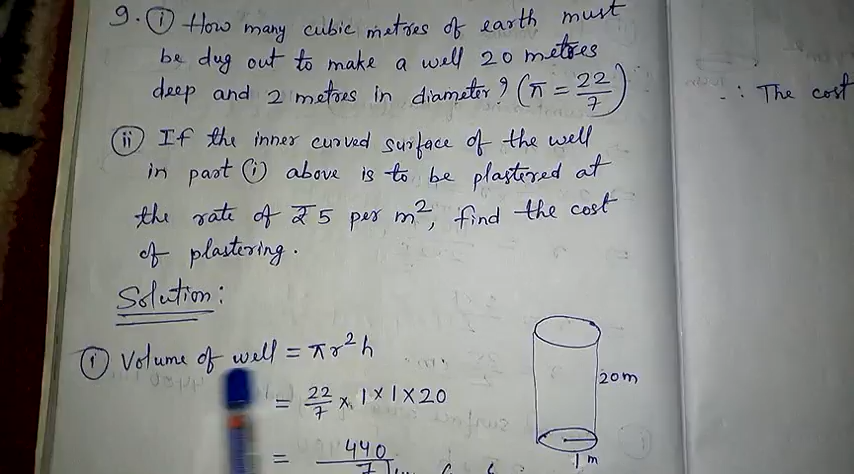 9. (i) How many cubic metres of earth must
be dug out to make a well 20 metres
deep and 2 metres in diameter? (π = 22/7)
(ii) If the inner curved surface of the well
in part (i) above is to be plastered at
the rate of ₹5 per m², find the cost
of plastering.
Solution:
(i) Volume of well = πr²h
= 22/7 × 1 × 1 × 20
= 440/7
20m
1m
∴ The cost